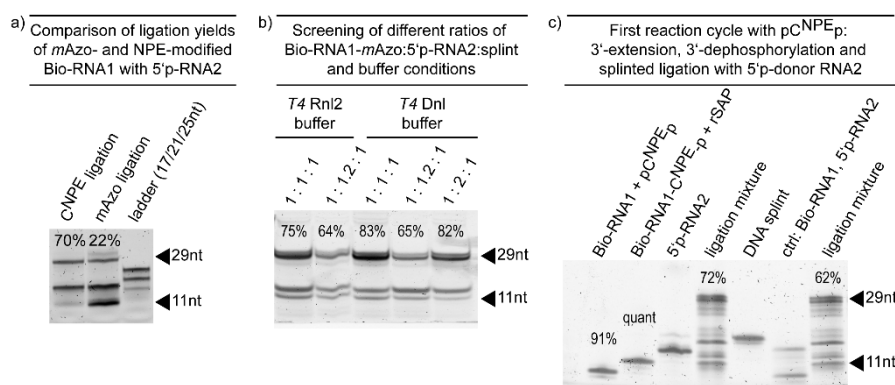 a)
Comparison of ligation yields
of mAzo- and NPE-modified
Bio-RNA1 with 5'p-RNA2
CNPE ligation
mAzo ligation
ladder (17/21/25nt)
70% 22%
29nt
11nt
b)
Screening of different ratios of
Bio-RNA1-mAzo:5'p-RNA2:splint
and buffer conditions
T4 Rnl2
buffer
T4 Dnl
buffer
1 : 1 : 1
1 : 1.2 : 1
1 : 1 : 1
1 : 1.2 : 1
1 : 2 : 1
75% 64% 83% 65% 82%
29nt
11nt
c)
First reaction cycle with pCNPEp:
3'-extension, 3'-dephosphorylation and
splinted ligation with 5'p-donor RNA2
Bio-RNA1 + pCNPEp
Bio-RNA1-CNPE-p + rSAP
5'p-RNA2
ligation mixture
DNA splint
ctrl: Bio-RNA1, 5'p-RNA2
ligation mixture
91%
quant
72%
62%
29nt
11nt